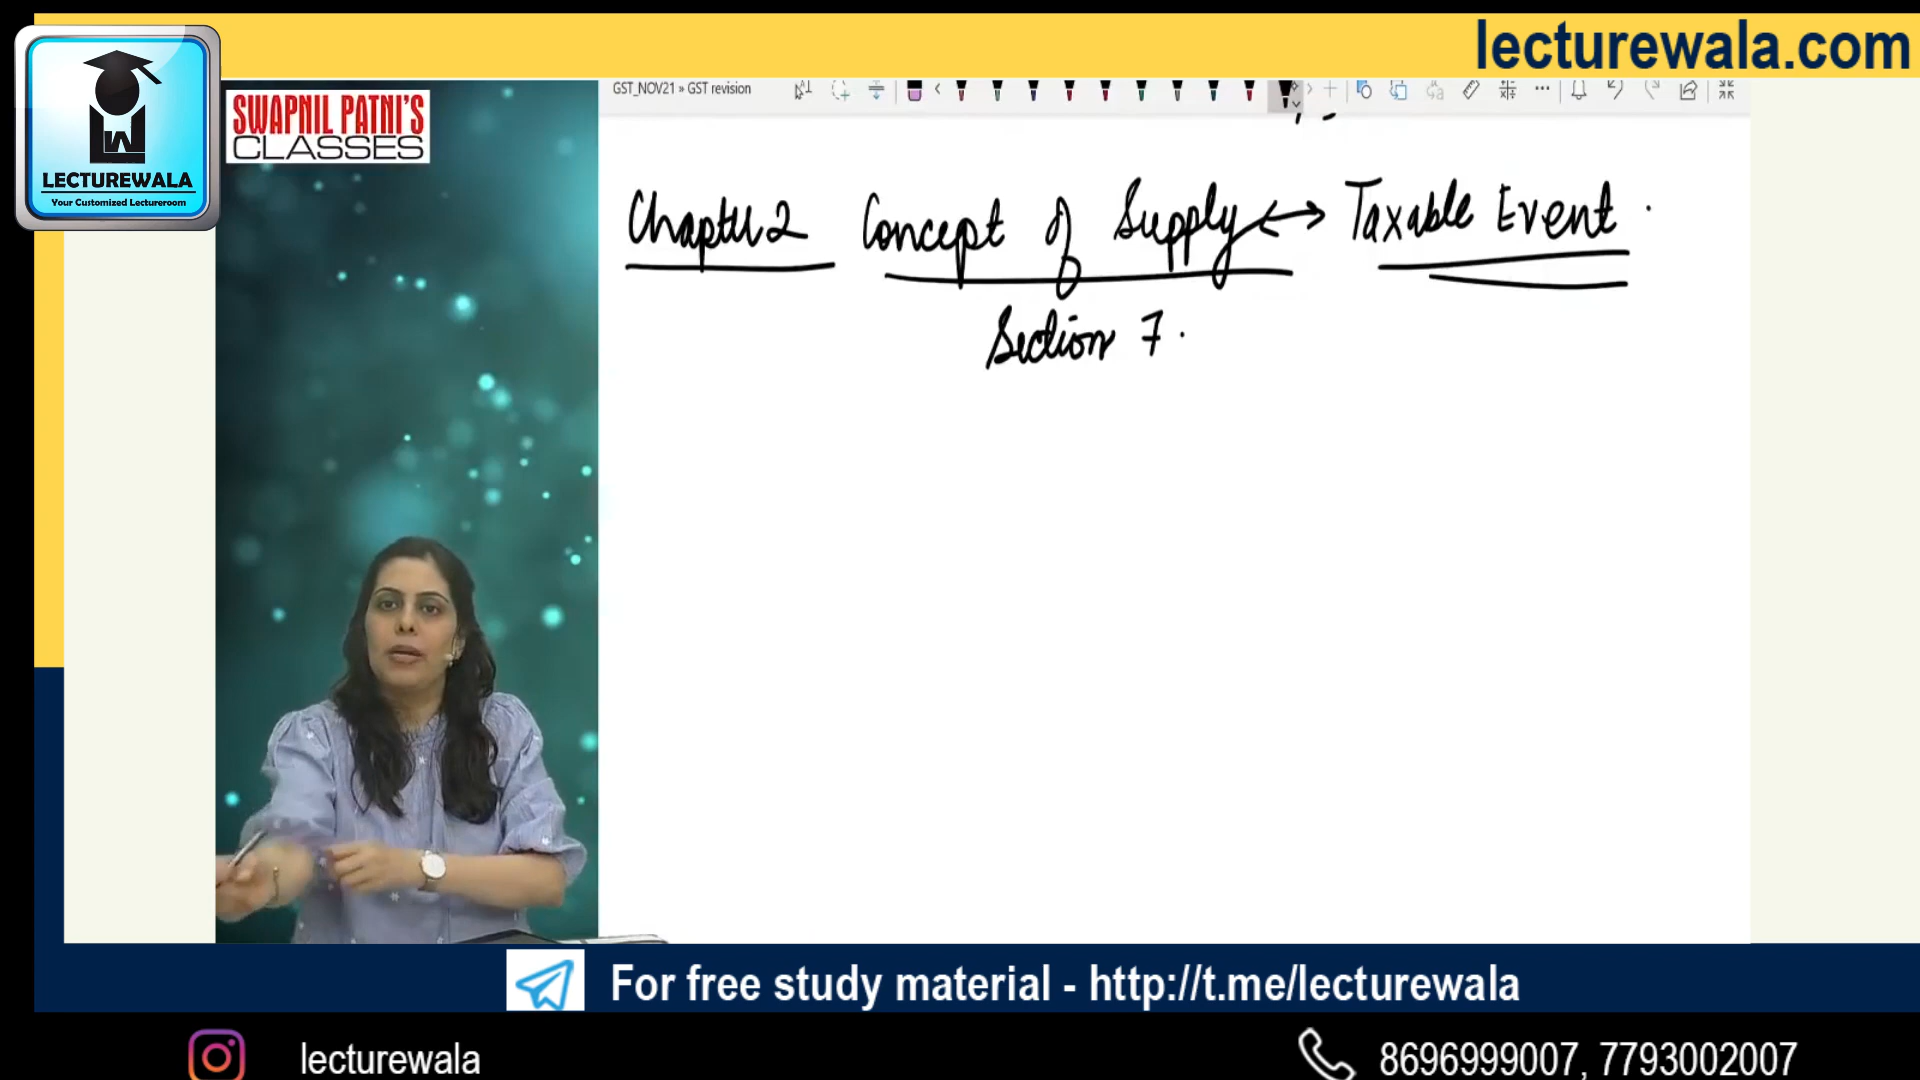 lecturewala.com
LECTUREWALA
Your Customized Lectureroom
SWAPNIL PATNI'S
CLASSES
GST_NOV21 » GST revision
Chapter 2 Concept of Supply ↔ Taxable Event.
Section 7.
For free study material - http://t.me/lecturewala
lecturewala
8696999007, 7793002007